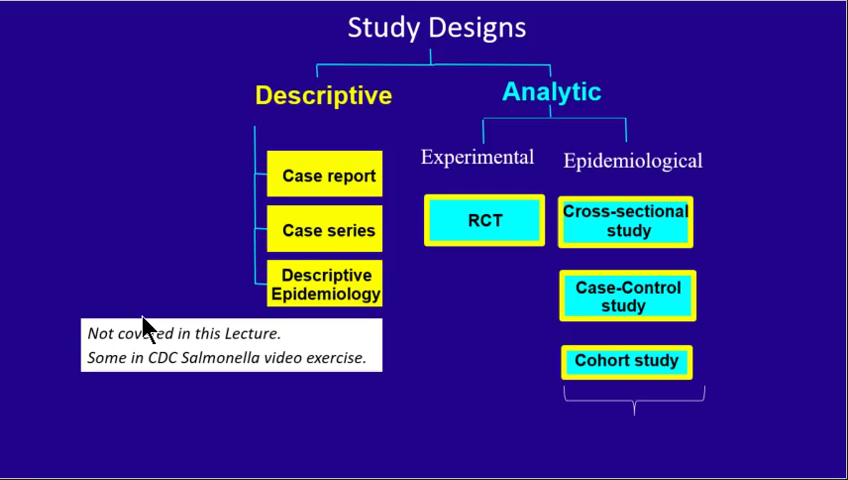 Study Designs
Descriptive
Analytic
Experimental
Epidemiological
Case report
Case series
Descriptive
Epidemiology
RCT
Cross-sectional
study
Case-Control
study
Cohort study
Not covered in this Lecture.
Some in CDC Salmonella video exercise.